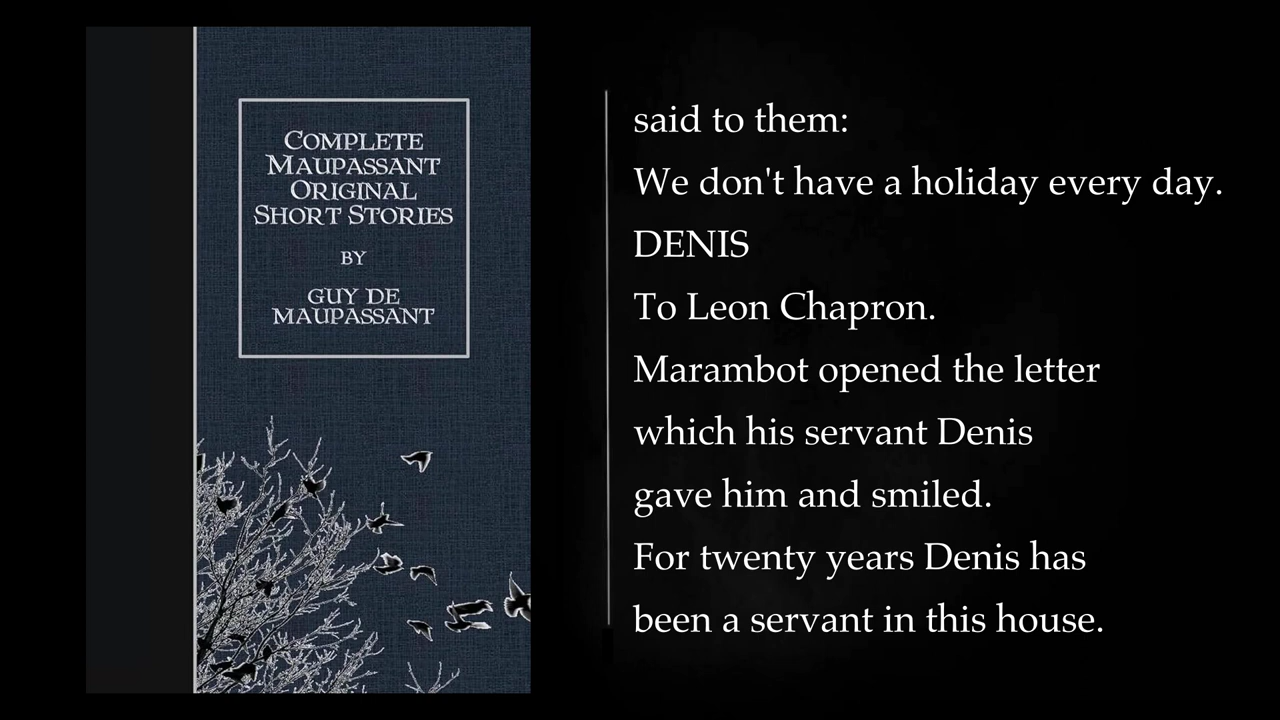 COMPLETE
MAUPASSANT
ORIGINAL
SHORT STORIES
BY
GUY DE
MAUPASSANT
said to them:
We don't have a holiday every day.
DENIS
To Leon Chapron.
Marambot opened the letter
which his servant Denis
gave him and smiled.
For twenty years Denis has
been a servant in this house.